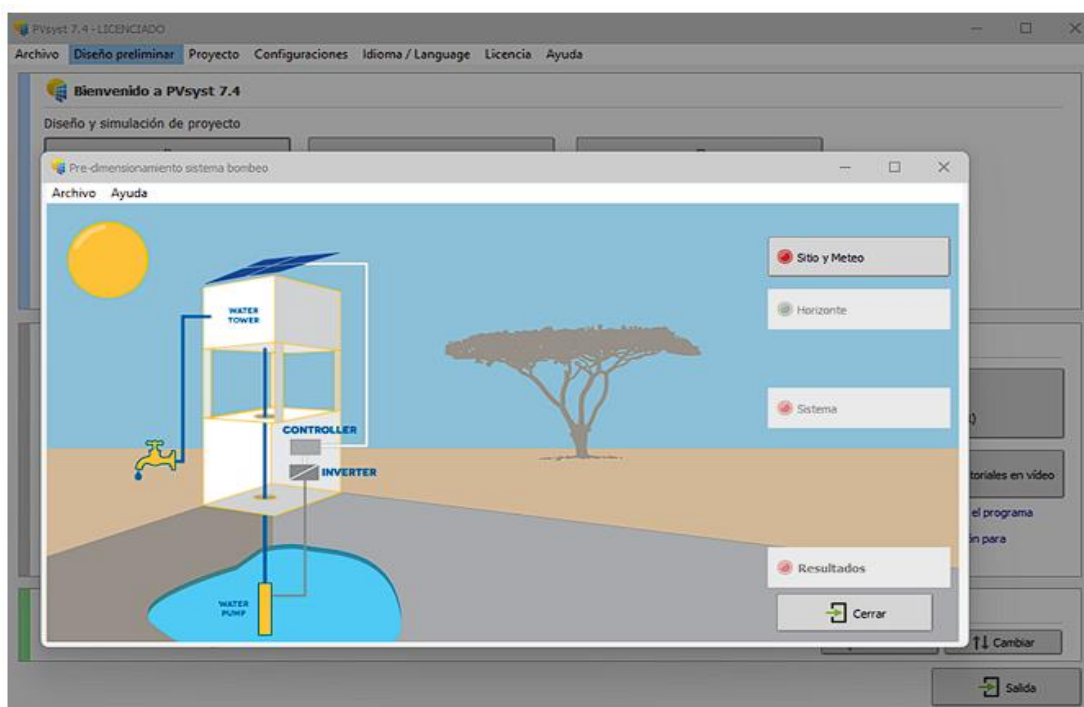 PVsyst 7.4 - LICENCIADO
Archivo Diseño preliminar Proyecto Configuraciones Idioma / Language Licencia Ayuda
Bienvenido a PVsyst 7.4
Diseño y simulación de proyecto
Pre-dimensionamiento sistema bombeo
Archivo Ayuda
Sitio y Meteo
WATER
TOWER
Horizonte
Sistema
CONTROLLER
INVERTER
toriales en vídeo
el programa
ón para
Resultados
WATER
PUMP
Cerrar
Cambiar
Salida